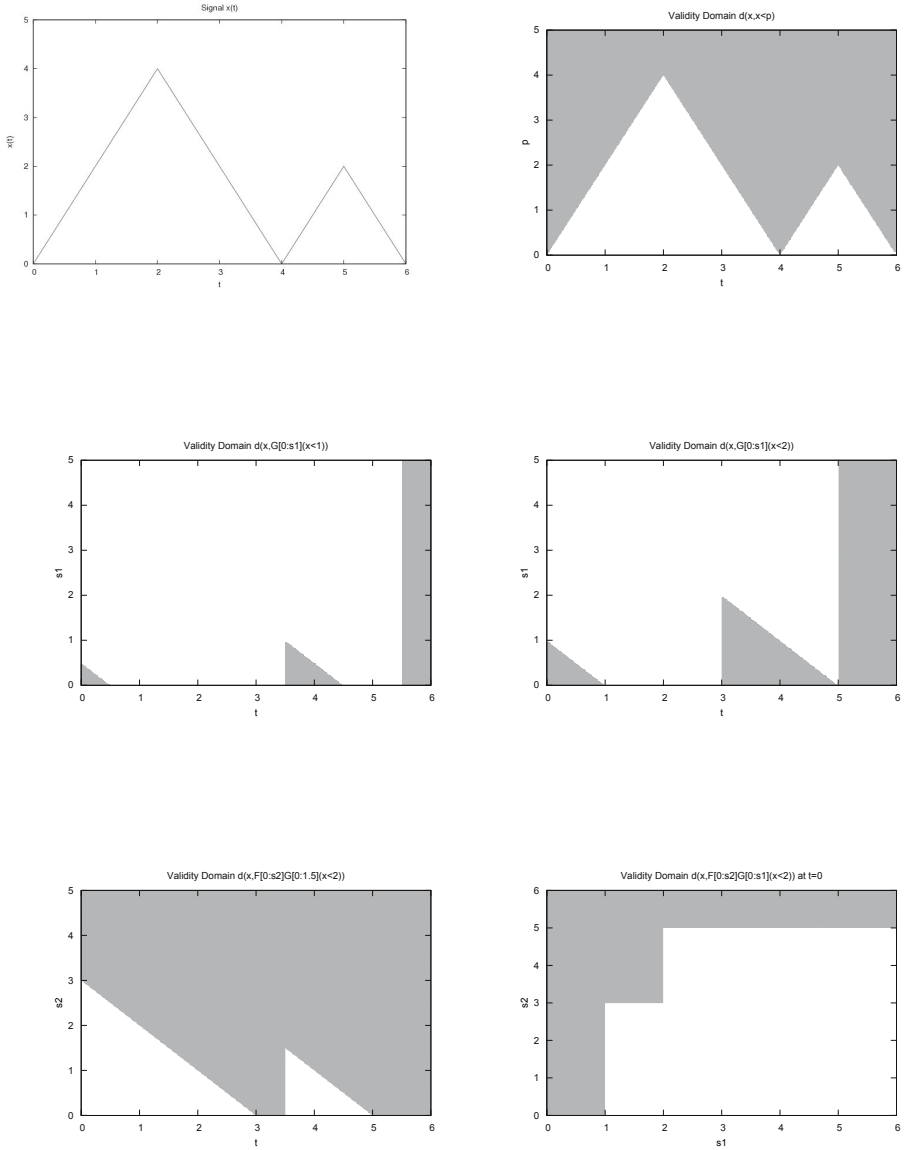 Signal x(t)
5
4
3
2
1
0
x(t)
0 1 2 3 4 5 6
t
Validity Domain d(x,x<p)
5
4
3
2
1
0
p
0 1 2 3 4 5 6
t
Validity Domain d(x,G[0:s1](x<1))
5
4
3
2
1
0
s1
0 1 2 3 4 5 6
t
Validity Domain d(x,G[0:s1](x<2))
5
4
3
2
1
0
s1
0 1 2 3 4 5 6
t
Validity Domain d(x,F[0:s2]G[0:1.5](x<2))
5
4
3
2
1
0
s2
0 1 2 3 4 5 6
t
Validity Domain d(x,F[0:s2]G[0:s1](x<2)) at t=0
6
5
4
3
2
1
0
s2
0 1 2 3 4 5 6
s1